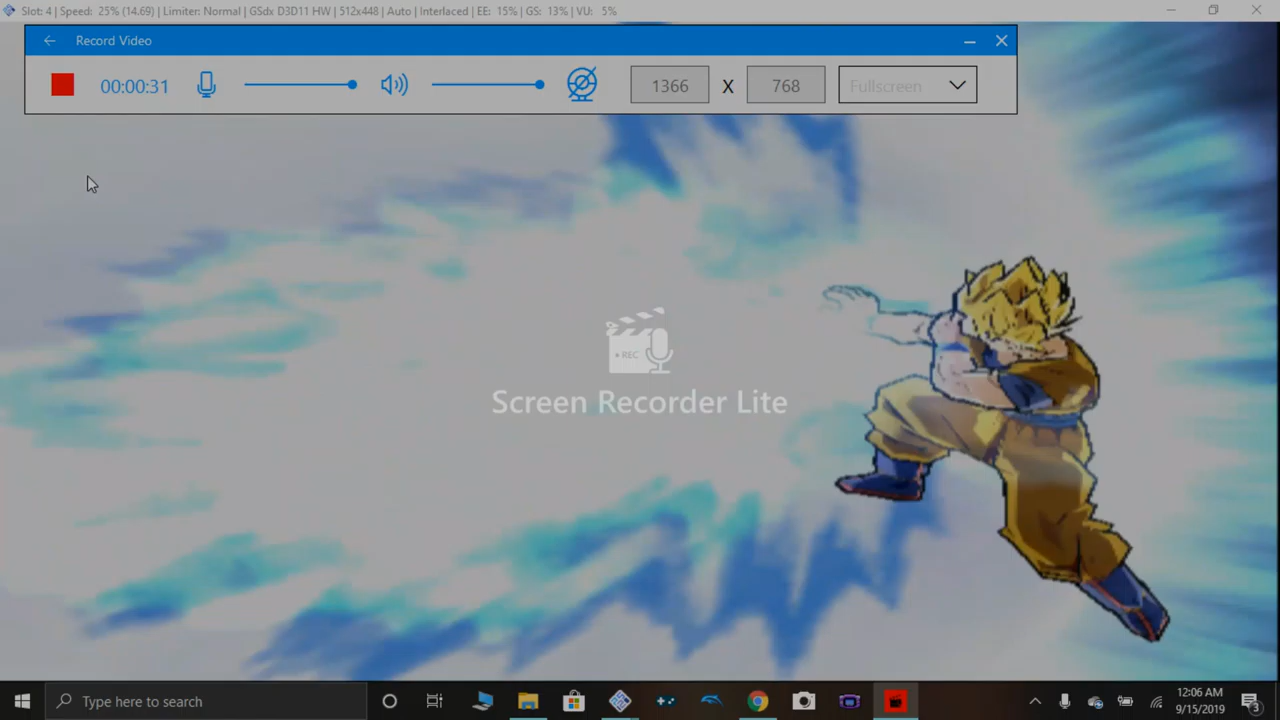 Slot: 4 | Speed: 25% (14.69) | Limiter: Normal | GSdx D3D11 HW | 512x448 | Auto | Interlaced | EE: 15% | GS: 13% | VU: 5%
Record Video
00:00:31
1366 X 768
Fullscreen
REC
Screen Recorder Lite
Type here to search
12:06 AM
9/15/2019
3